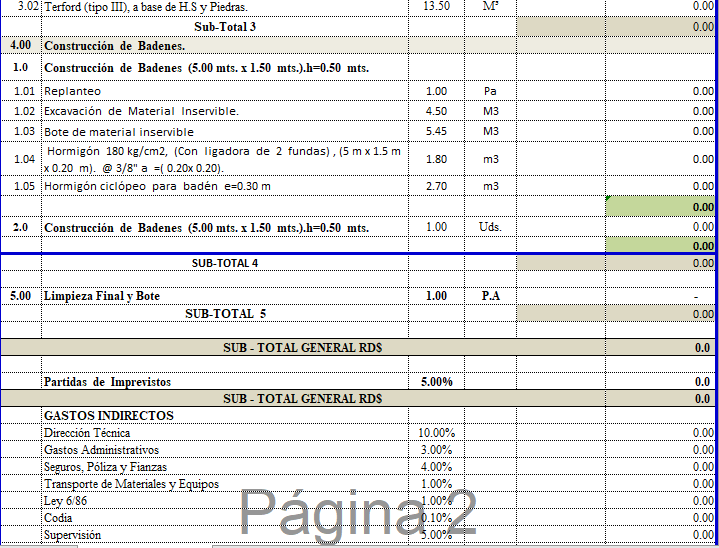 3.02 Terford (tipo III), a base de H.S y Piedras. 13.50 M³ 0.00
Sub-Total 3 0.00
4.00 Construcción de Badenes.
1.0 Construcción de Badenes (5.00 mts. x 1.50 mts.).h=0.50 mts.
1.01 Replanteo 1.00 Pa 0.00
1.02 Excavación de Material Inservible. 4.50 M3 0.00
1.03 Bote de material inservible 5.45 M3 0.00
1.04 Hormigón 180 kg/cm2, (Con ligadora de 2 fundas) , (5 m x 1.5 m
x 0.20 m). @ 3/8" a =( 0.20x 0.20). 1.80 m3 0.00
1.05 Hormigón ciclópeo para badén e=0.30 m 2.70 m3 0.00
0.00
2.0 Construcción de Badenes (5.00 mts. x 1.50 mts.).h=0.50 mts. 1.00 Uds. 0.00
0.00
SUB-TOTAL 4 0.00
5.00 Limpieza Final y Bote 1.00 P.A -
SUB-TOTAL 5 0.00
SUB - TOTAL GENERAL RD$ 0.0
Partidas de Imprevistos 5.00% 0.0
SUB - TOTAL GENERAL RD$ 0.0
GASTOS INDIRECTOS
Dirección Técnica 10.00% 0.00
Gastos Administrativos 3.00% 0.00
Seguros, Póliza y Fianzas 4.00% 0.00
Transporte de Materiales y Equipos 1.00% 0.00
Ley 6/86 1.00% 0.00
Codia 0.10% 0.00
Supervisión 5.00% 0.00
Página 2